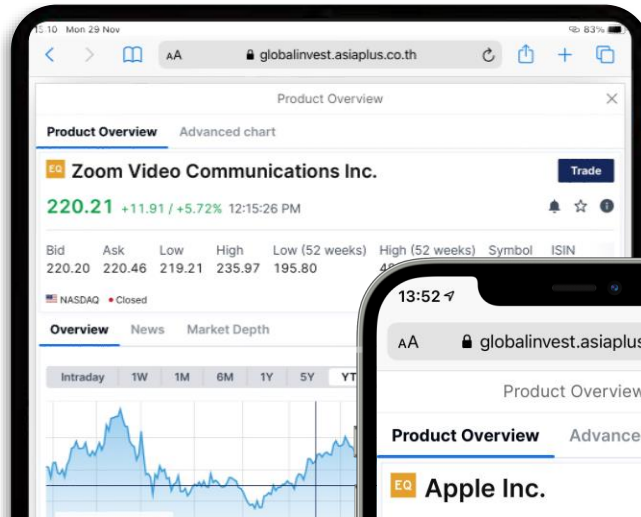 15:10 Mon 29 Nov 83%
AA globalinvest.asiaplus.co.th
Product Overview
Product Overview Advanced chart
EQ Zoom Video Communications Inc. Trade
220.21 +11.91 / +5.72% 12:15:26 PM
Bid Ask Low High Low (52 weeks) High (52 weeks) Symbol ISIN
220.20 220.46 219.21 235.97 195.80
NASDAQ • Closed
Overview News Market Depth
Intraday 1W 1M 6M 1Y 5Y YT
13:52
AA globalinvest.asiaplus
Product Overview
Product Overview Advance
EQ Apple Inc.